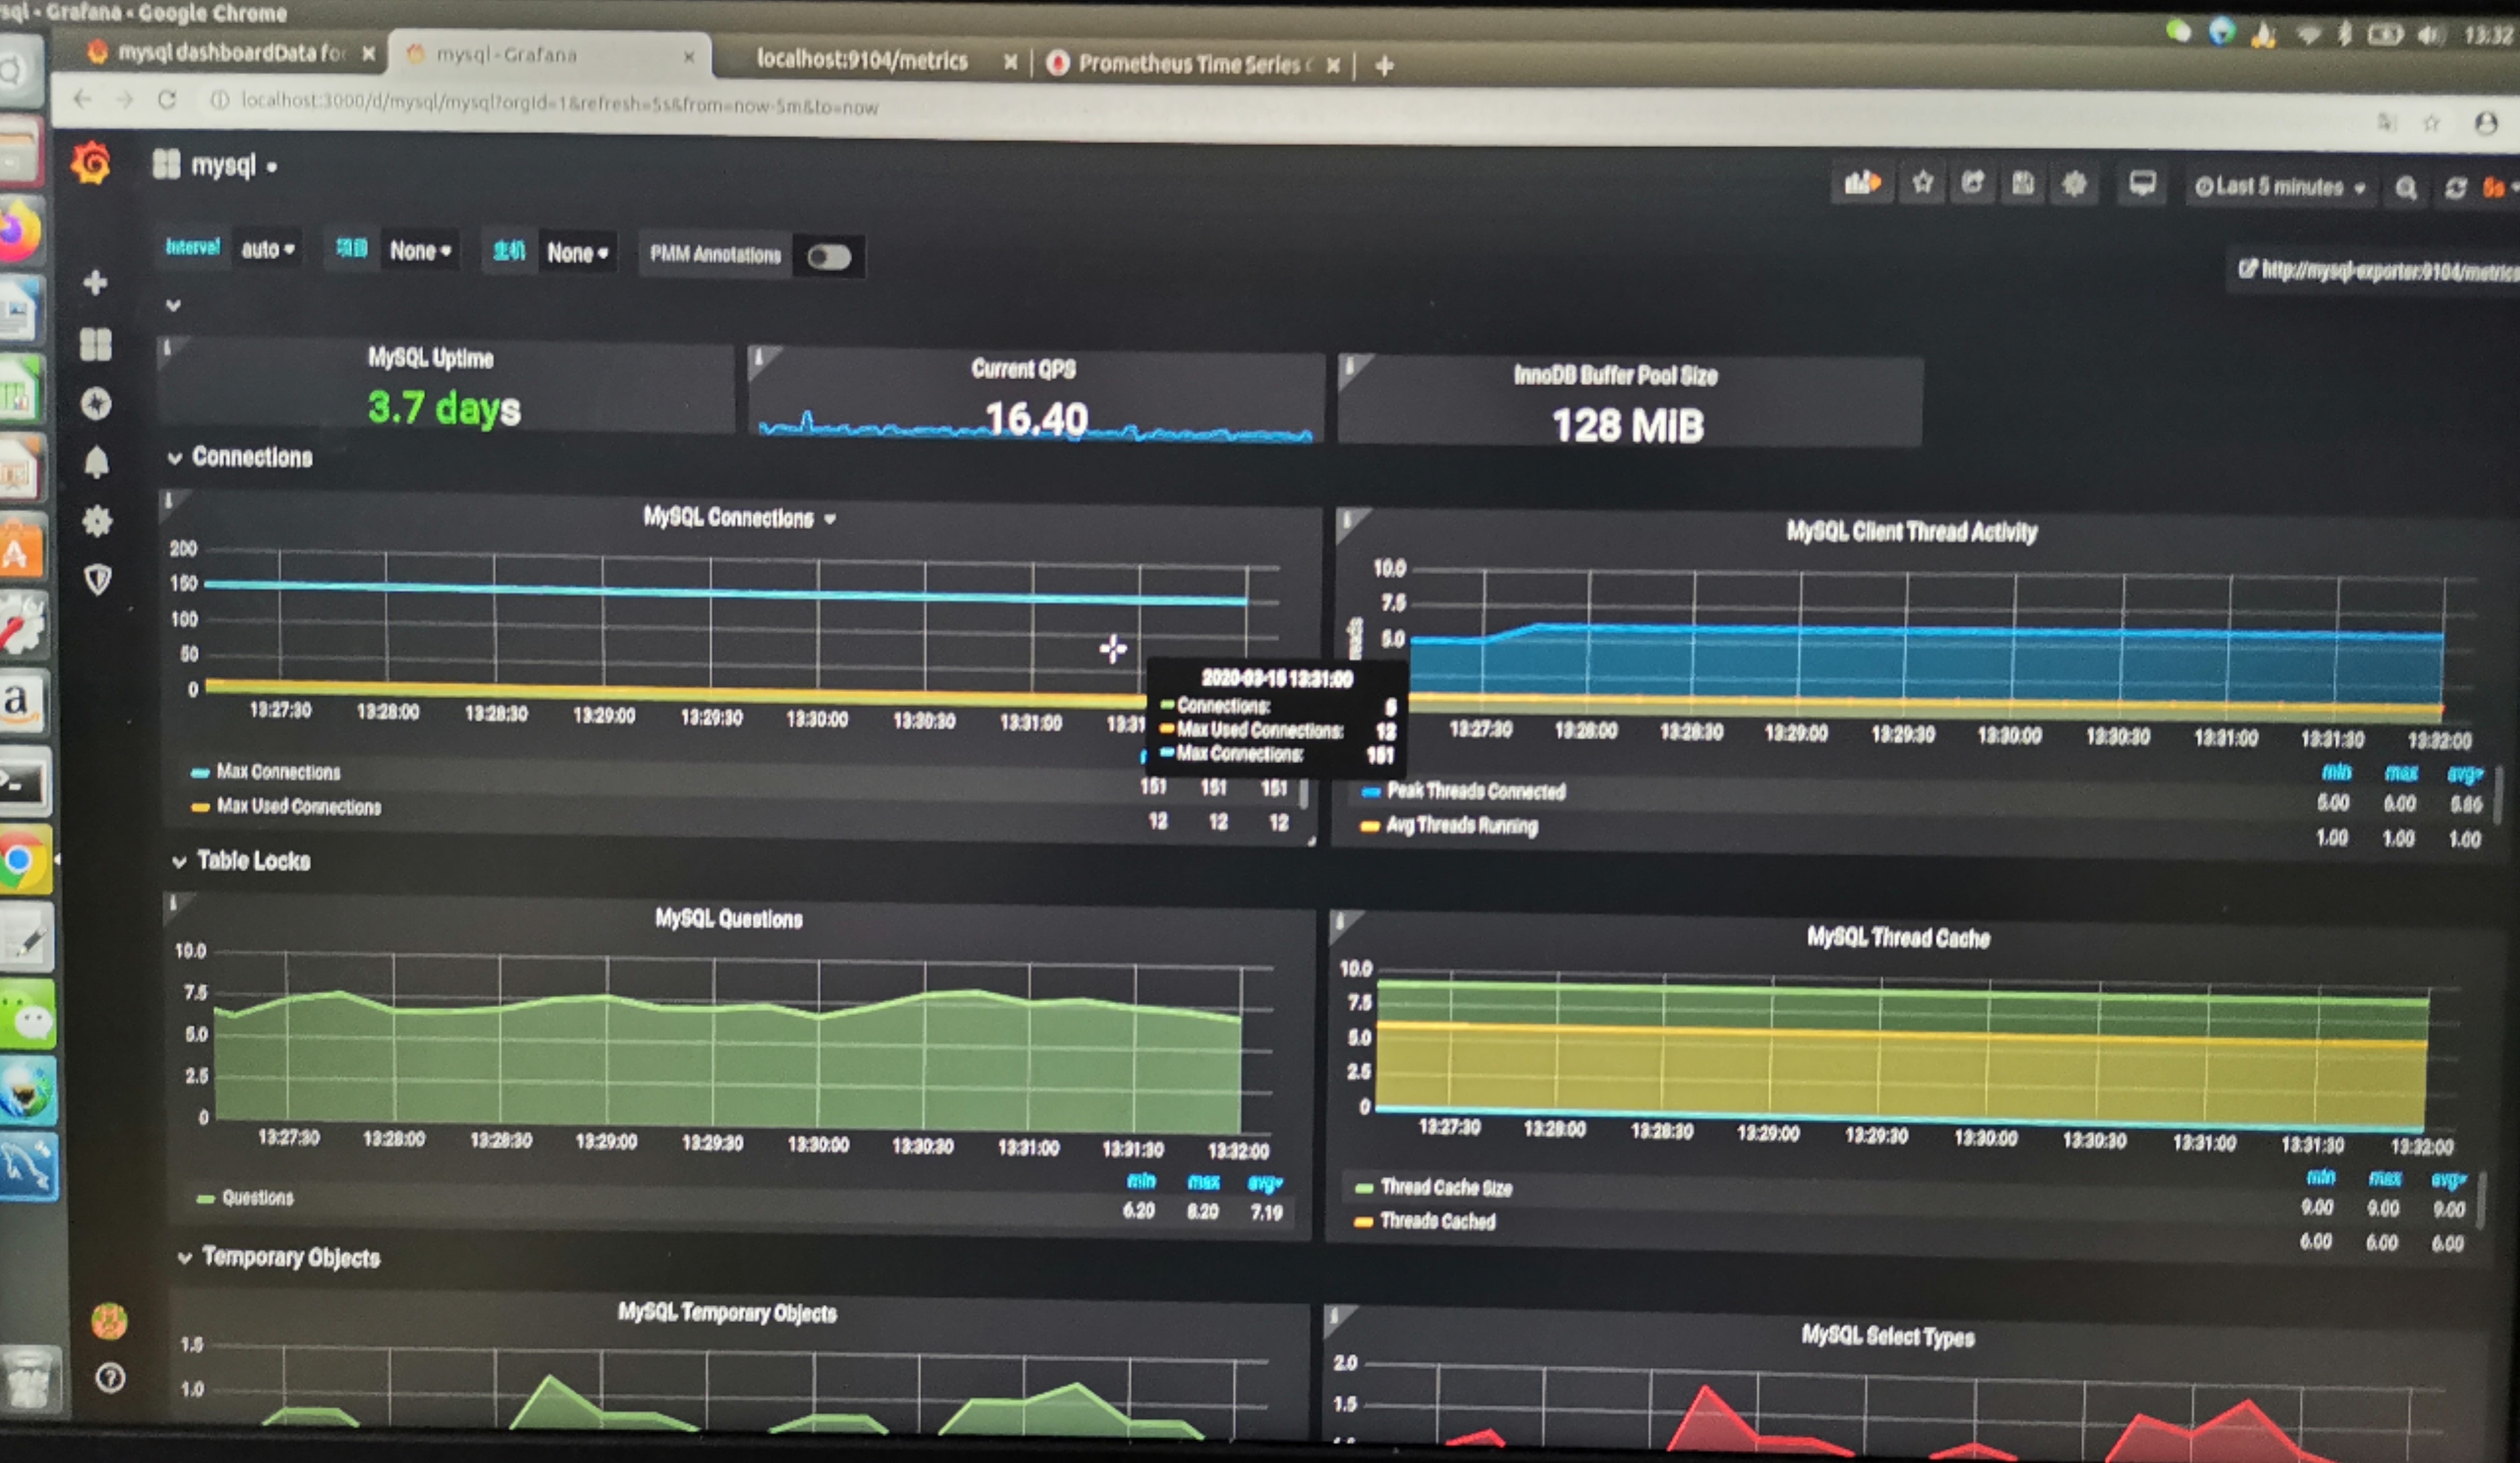 sql - Grafana - Google Chrome
13:32
mysql dashboardData for
mysql - Grafana
localhost:9104/metrics
Prometheus Time Series
localhost:3000/d/mysql/mysql?orgId=1&refresh=5s&from=now-5m&to=now
mysql
Last 5 minutes
5s
Interval auto 项目 None 主机 None PMM Annotations
http://mysql-exporter:9104/metrics
MySQL Uptime
3.7 days
Current QPS
16.40
InnoDB Buffer Pool Size
128 MiB
Connections
MySQL Connections
200
150
100
50
0
13:27:30 13:28:00 13:28:30 13:29:00 13:29:30 13:30:00 13:30:30 13:31:00 13:31
Max Connections 151 151 151
Max Used Connections 12 12 12
13:31:00
Connections:
Max Used Connections: 12
Max Connections: 151
MySQL Client Thread Activity
10.0
7.5
5.0
13:27:30 13:28:00 13:28:30 13:29:00 13:29:30 13:30:00 13:30:30 13:31:00 13:31:30 13:32:00
min max avg
Peak Threads Connected 5.00 6.00 5.86
Avg Threads Running 1.00 1.00 1.00
Table Locks
MySQL Questions
10.0
7.5
5.0
2.5
0
13:27:30 13:28:00 13:28:30 13:29:00 13:29:30 13:30:00 13:30:30 13:31:00 13:31:30 13:32:00
min max avg
Questions 6.20 8.20 7.19
MySQL Thread Cache
10.0
7.5
5.0
2.5
0
13:27:30 13:28:00 13:28:30 13:29:00 13:29:30 13:30:00 13:30:30 13:31:00 13:31:30 13:32:00
min max avg
Thread Cache Size 9.00 9.00 9.00
Threads Cached 6.00 6.00 6.00
Temporary Objects
MySQL Temporary Objects
1.5
1.0
MySQL Select Types
2.0
1.5